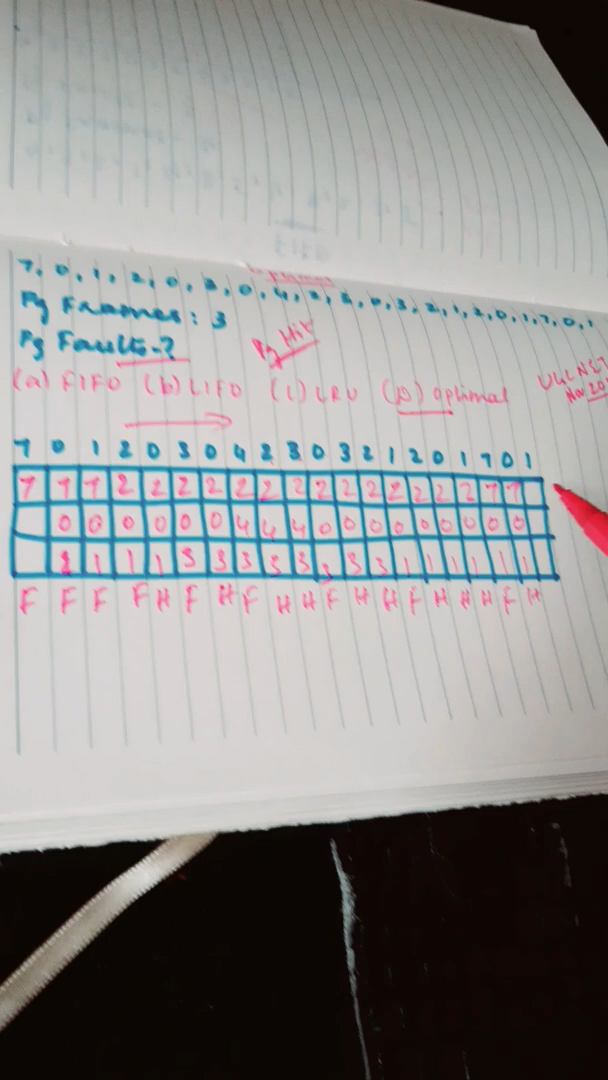 7, 0, 1, 2, 0, 3, 0, 4, 2, 3, 0, 3, 2, 1, 2, 0, 1, 7, 0, 1
Pg Frames: 3
Pg Hit
Pg Faults-?
(a) FIFO (b) LIFO (c) LRU (D) optimal
7 0 1 2 0 3 0 4 2 3 0 3 2 1 2 0 1 7 0 1
7 7 7 2 2 2 2 2 2 2 2 2 2 2 2 2 2 7 7
0 0 0 0 0 0 4 4 4 0 0 0 0 0 0 0 0 0
1 1 1 1 3 3 3 3 3 3 3 3 1 1 1 1 1 1
F F F F H F H F H H F H H F H H H F H